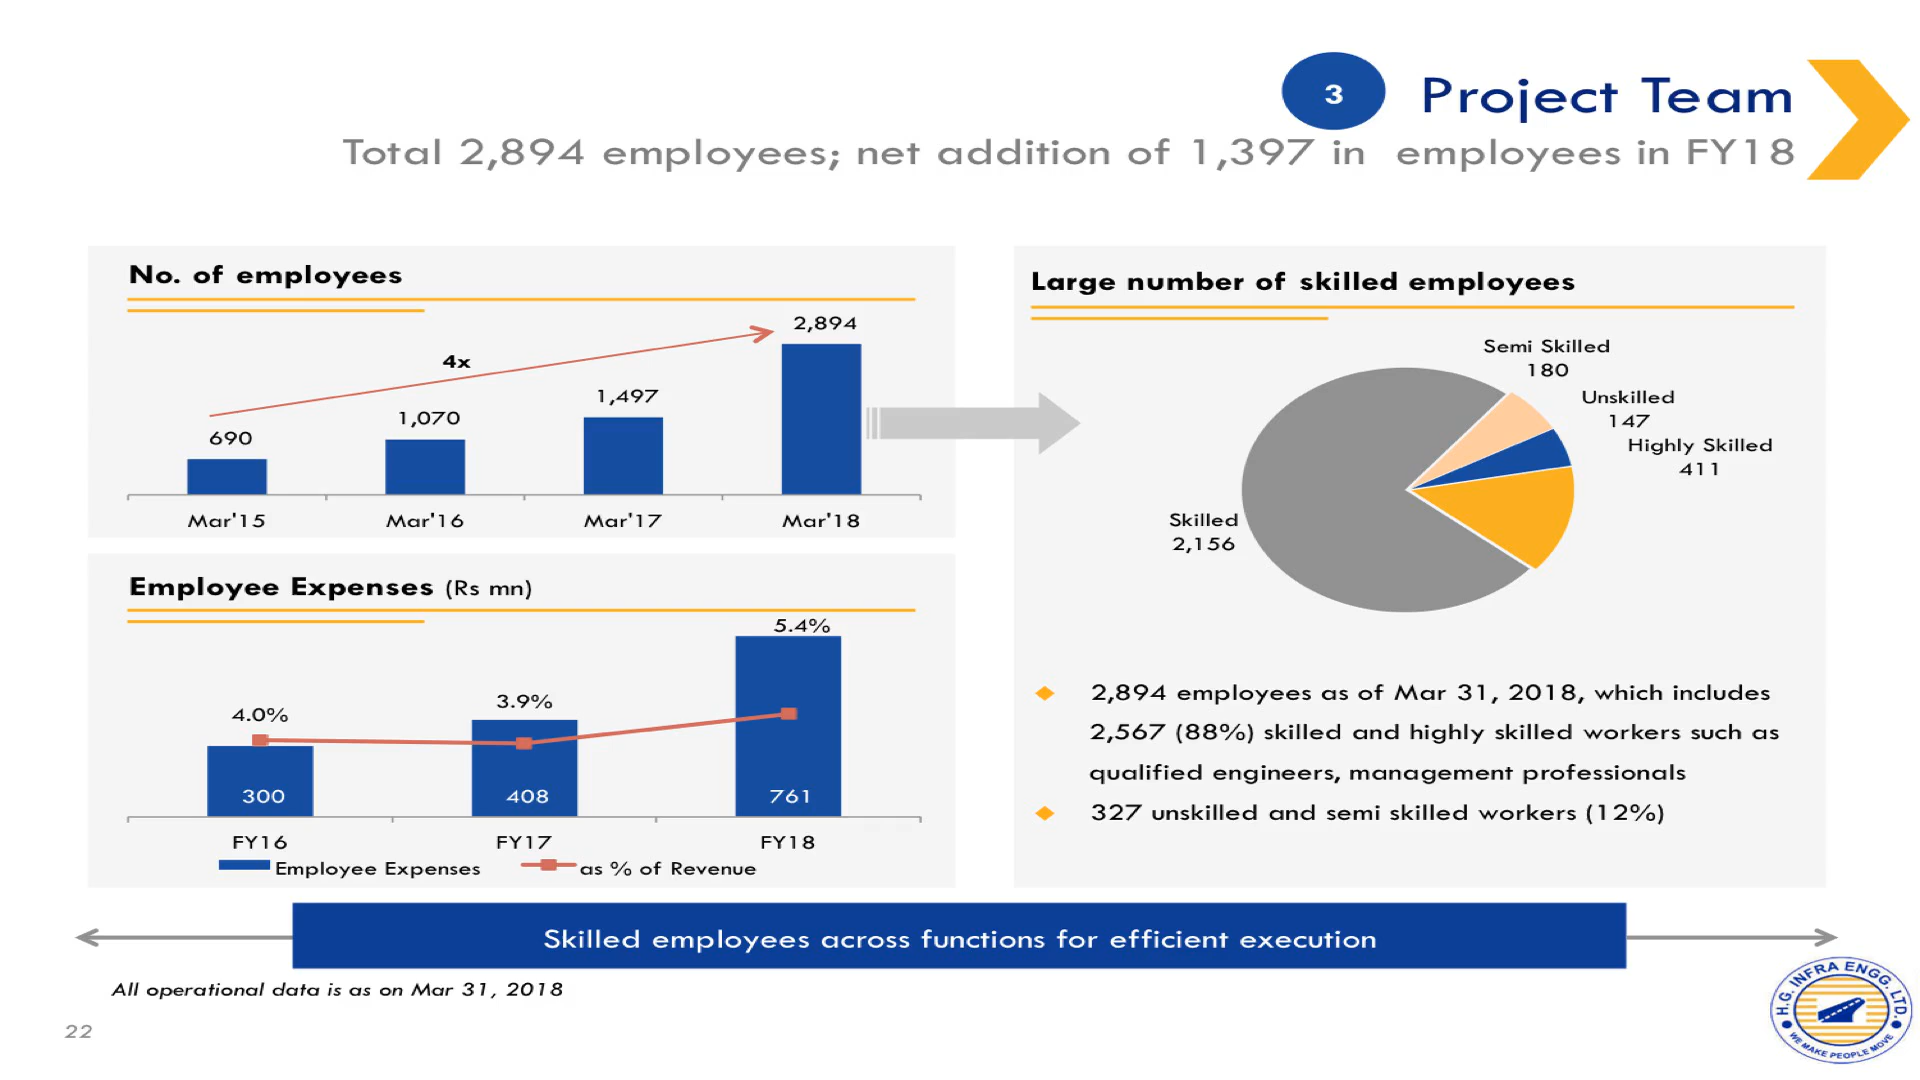 3
Project Team
Total 2,894 employees; net addition of 1,397 in employees in FY18
No. of employees
4x
690
1,070
1,497
2,894
Mar'15
Mar'16
Mar'17
Mar'18
Employee Expenses (Rs mn)
4.0%
3.9%
5.4%
300
408
761
FY16
FY17
FY18
Employee Expenses
as % of Revenue
Large number of skilled employees
Semi Skilled
180
Unskilled
147
Highly Skilled
411
Skilled
2,156
2,894 employees as of Mar 31, 2018, which includes
2,567 (88%) skilled and highly skilled workers such as
qualified engineers, management professionals
327 unskilled and semi skilled workers (12%)
Skilled employees across functions for efficient execution
All operational data is as on Mar 31, 2018
22
H.G. INFRA ENGG. LTD.
WE MAKE PEOPLE MOVE